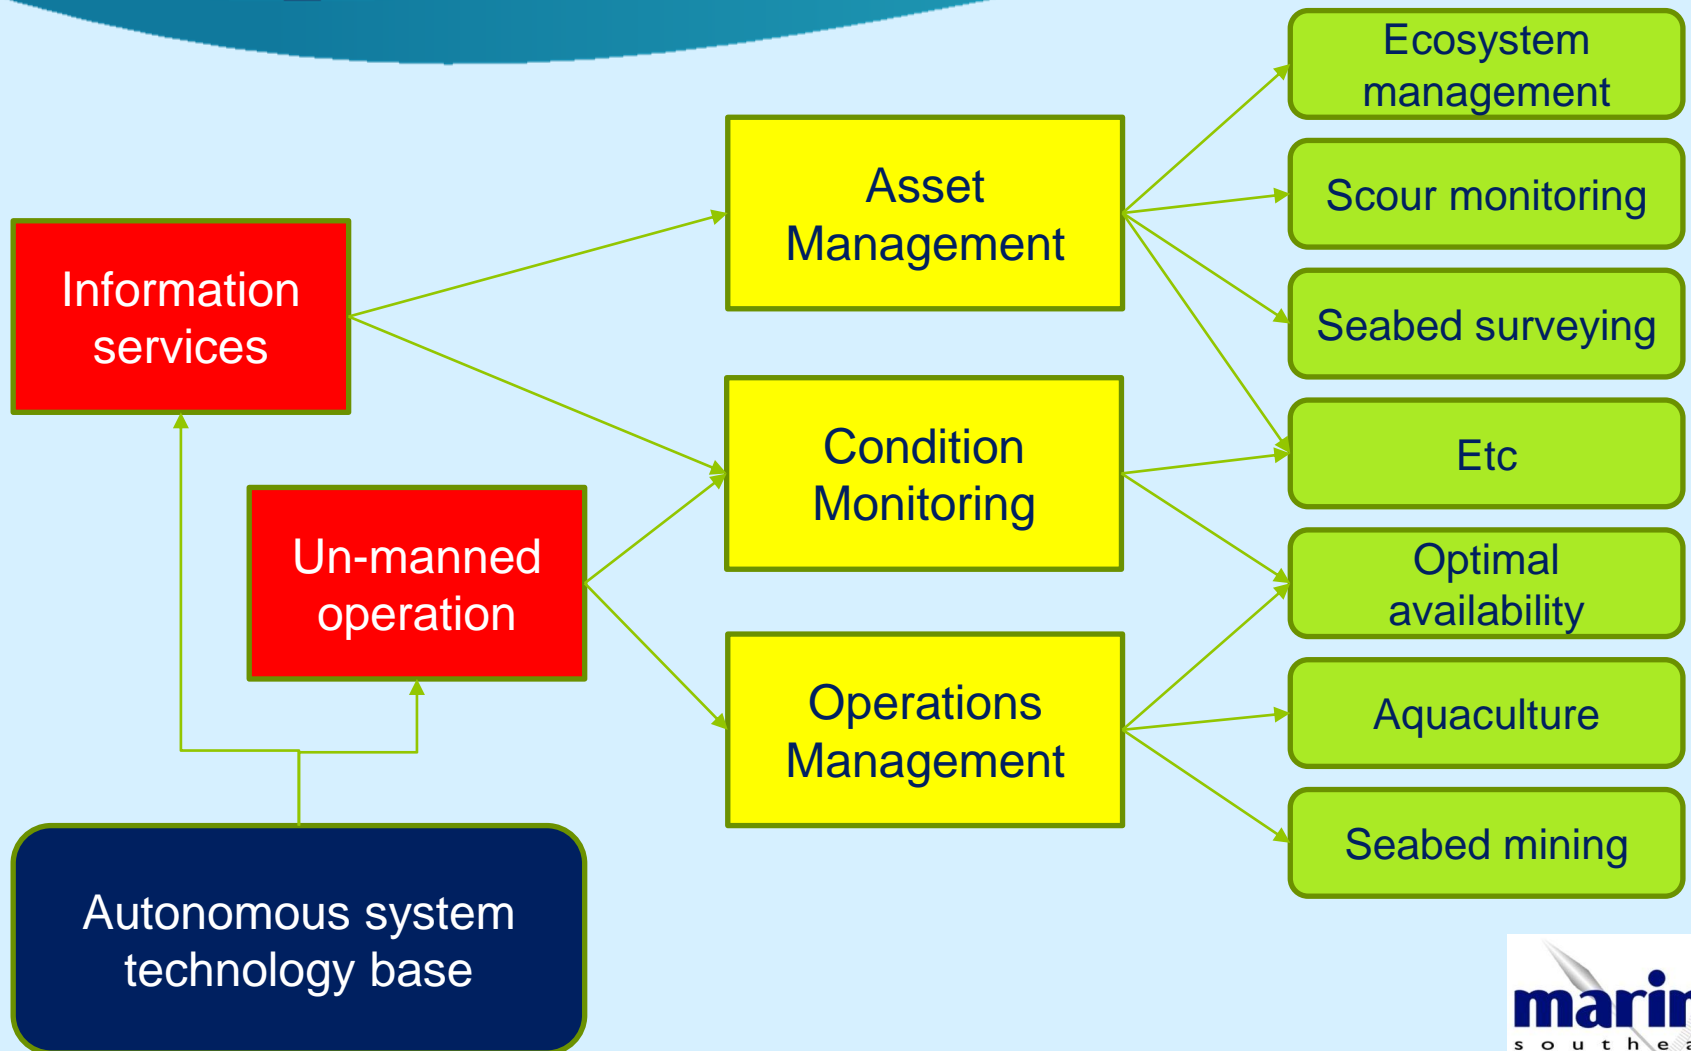 Information
services
Un-manned
operation
Autonomous system
technology base
Asset
Management
Condition
Monitoring
Operations
Management
Ecosystem
management
Scour monitoring
Seabed surveying
Etc
Optimal
availability
Aquaculture
Seabed mining